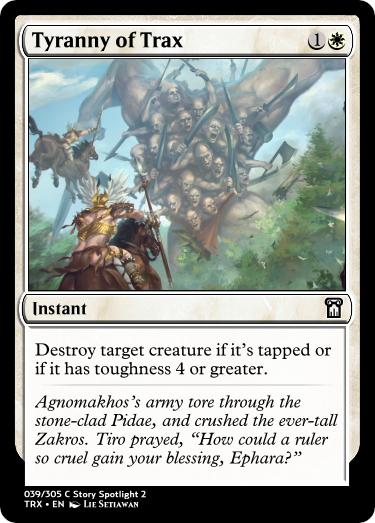 Tyranny of Trax
1
Instant
Destroy target creature if it's tapped or
if it has toughness 4 or greater.
Agnomakhos's army tore through the
stone-clad Pidae, and crushed the ever-tall
Zakros. Tiro prayed, “How could a ruler
so cruel gain your blessing, Ephara?”
039/305 C Story Spotlight 2
TRX • EN Lie Setiawan